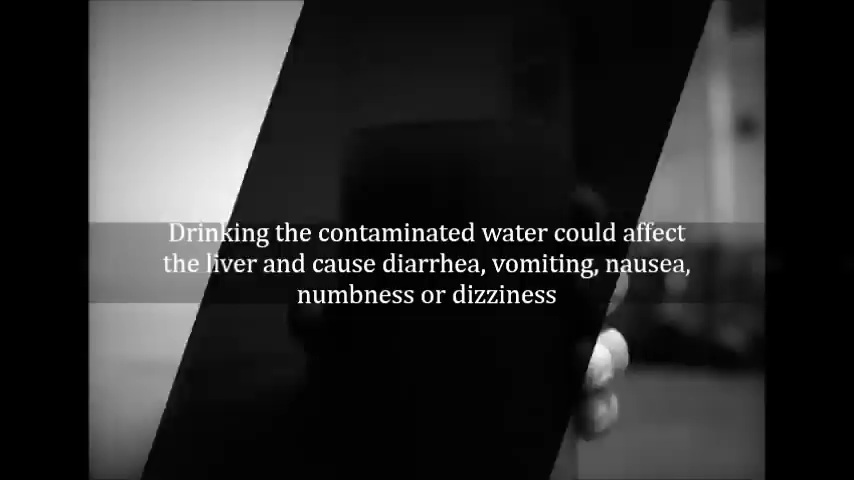 Drinking the contaminated water could affect
the liver and cause diarrhea, vomiting, nausea,
numbness or dizziness